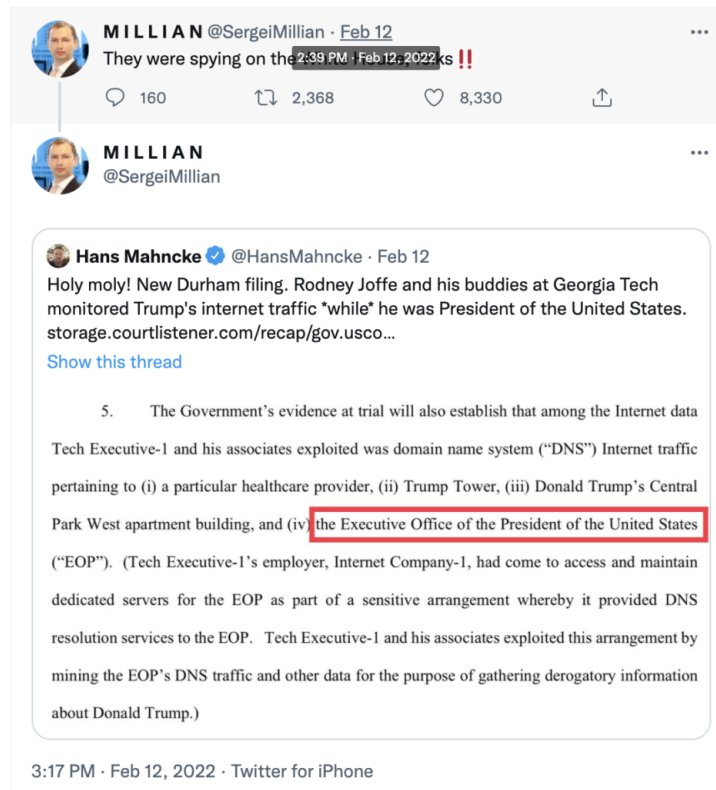 M I L L I A N @SergeiMillian · Feb 12 ...
They were spying on the 2:39 PM · Feb 12, 2022 ks ‼️
160 2,368 8,330
M I L L I A N ...
@SergeiMillian
Hans Mahncke @HansMahncke · Feb 12
Holy moly! New Durham filing. Rodney Joffe and his buddies at Georgia Tech
monitored Trump's internet traffic *while* he was President of the United States.
storage.courtlistener.com/recap/gov.usco...
Show this thread
5. The Government's evidence at trial will also establish that among the Internet data
Tech Executive-1 and his associates exploited was domain name system ("DNS") Internet traffic
pertaining to (i) a particular healthcare provider, (ii) Trump Tower, (iii) Donald Trump's Central
Park West apartment building, and (iv) the Executive Office of the President of the United States
("EOP"). (Tech Executive-1's employer, Internet Company-1, had come to access and maintain
dedicated servers for the EOP as part of a sensitive arrangement whereby it provided DNS
resolution services to the EOP. Tech Executive-1 and his associates exploited this arrangement by
mining the EOP's DNS traffic and other data for the purpose of gathering derogatory information
about Donald Trump.)
3:17 PM · Feb 12, 2022 · Twitter for iPhone